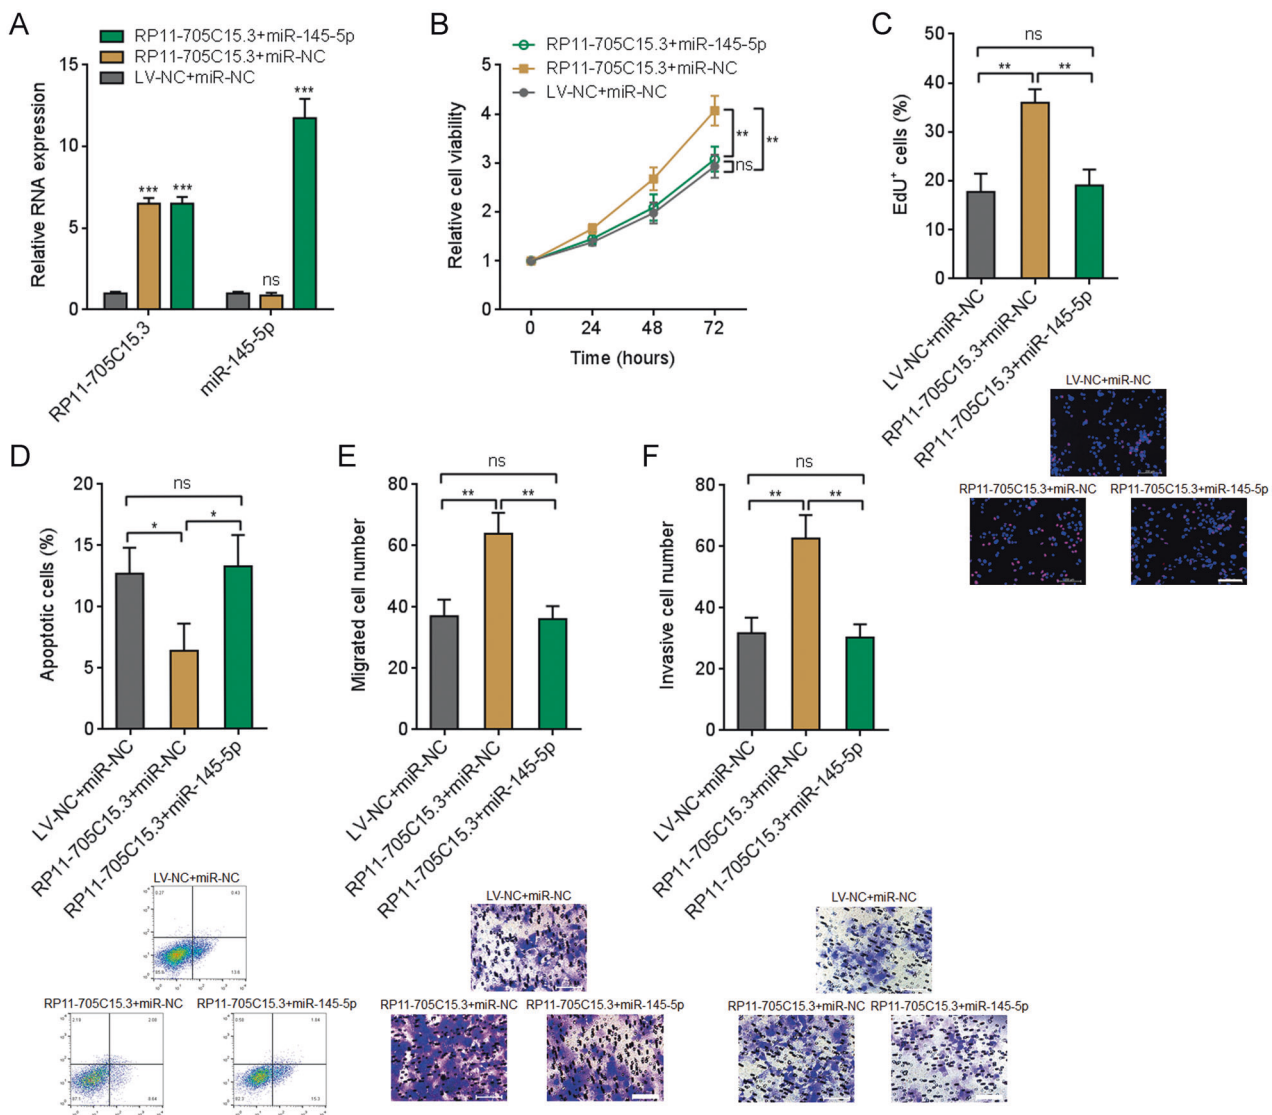 A
RP11-705C15.3+miR-145-5p
RP11-705C15.3+miR-NC
LV-NC+miR-NC
Relative RNA expression
15
10
5
0
***
***
ns
***
RP11-705C15.3
miR-145-5p
B
RP11-705C15.3+miR-145-5p
RP11-705C15.3+miR-NC
LV-NC+miR-NC
Relative cell viability
5
4
3
2
1
0
**
**
ns
0 24 48 72
Time (hours)
C
EdU+ cells (%)
50
40
30
20
10
0
ns
** **
LV-NC+miR-NC
RP11-705C15.3+miR-NC
RP11-705C15.3+miR-145-5p
LV-NC+miR-NC
RP11-705C15.3+miR-NC
RP11-705C15.3+miR-145-5p
D
Apoptotic cells (%)
20
15
10
5
0
ns
* *
LV-NC+miR-NC
RP11-705C15.3+miR-NC
RP11-705C15.3+miR-145-5p
LV-NC+miR-NC
RP11-705C15.3+miR-NC
RP11-705C15.3+miR-145-5p
E
Migrated cell number
80
60
40
20
0
ns
** **
LV-NC+miR-NC
RP11-705C15.3+miR-NC
RP11-705C15.3+miR-145-5p
LV-NC+miR-NC
RP11-705C15.3+miR-NC
RP11-705C15.3+miR-145-5p
F
Invasive cell number
80
60
40
20
0
ns
** **
LV-NC+miR-NC
RP11-705C15.3+miR-NC
RP11-705C15.3+miR-145-5p
LV-NC+miR-NC
RP11-705C15.3+miR-NC
RP11-705C15.3+miR-145-5p